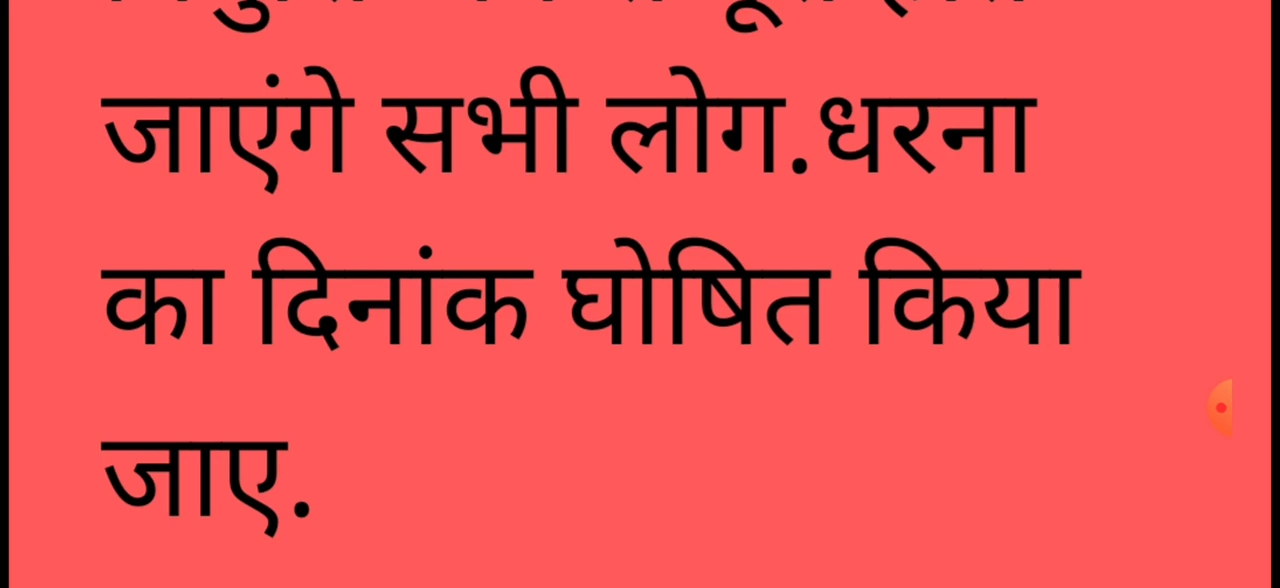 जाएंगे सभी लोग.धरना
का दिनांक घोषित किया
जाए.